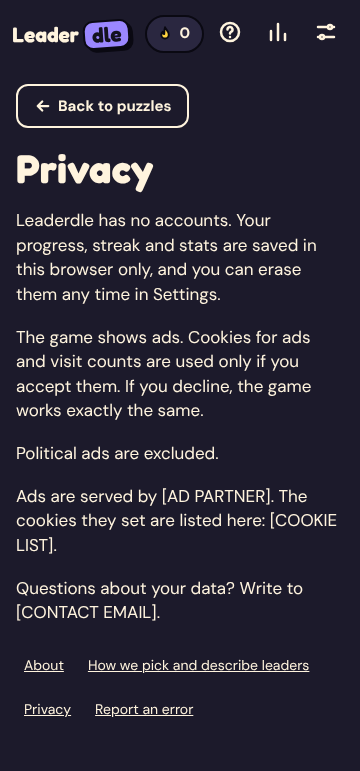 Leader dle 0
← Back to puzzles
Privacy
Leaderdle has no accounts. Your
progress, streak and stats are saved in
this browser only, and you can erase
them any time in Settings.
The game shows ads. Cookies for ads
and visit counts are used only if you
accept them. If you decline, the game
works exactly the same.
Political ads are excluded.
Ads are served by [AD PARTNER]. The
cookies they set are listed here: [COOKIE
LIST].
Questions about your data? Write to
[CONTACT EMAIL].
About How we pick and describe leaders
Privacy Report an error